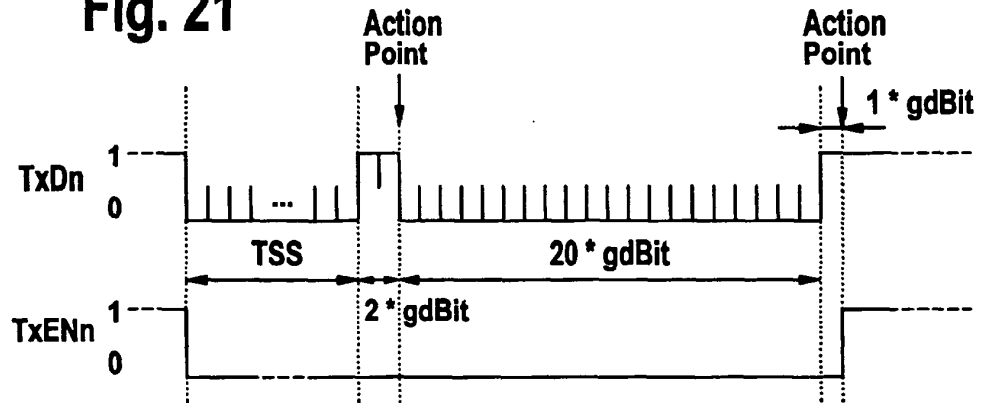 Fig. 21
Action
Point
Action
Point
1 * gdBit
TxDn
1
0
...
TSS
20 * gdBit
2 * gdBit
TxENn
1
0